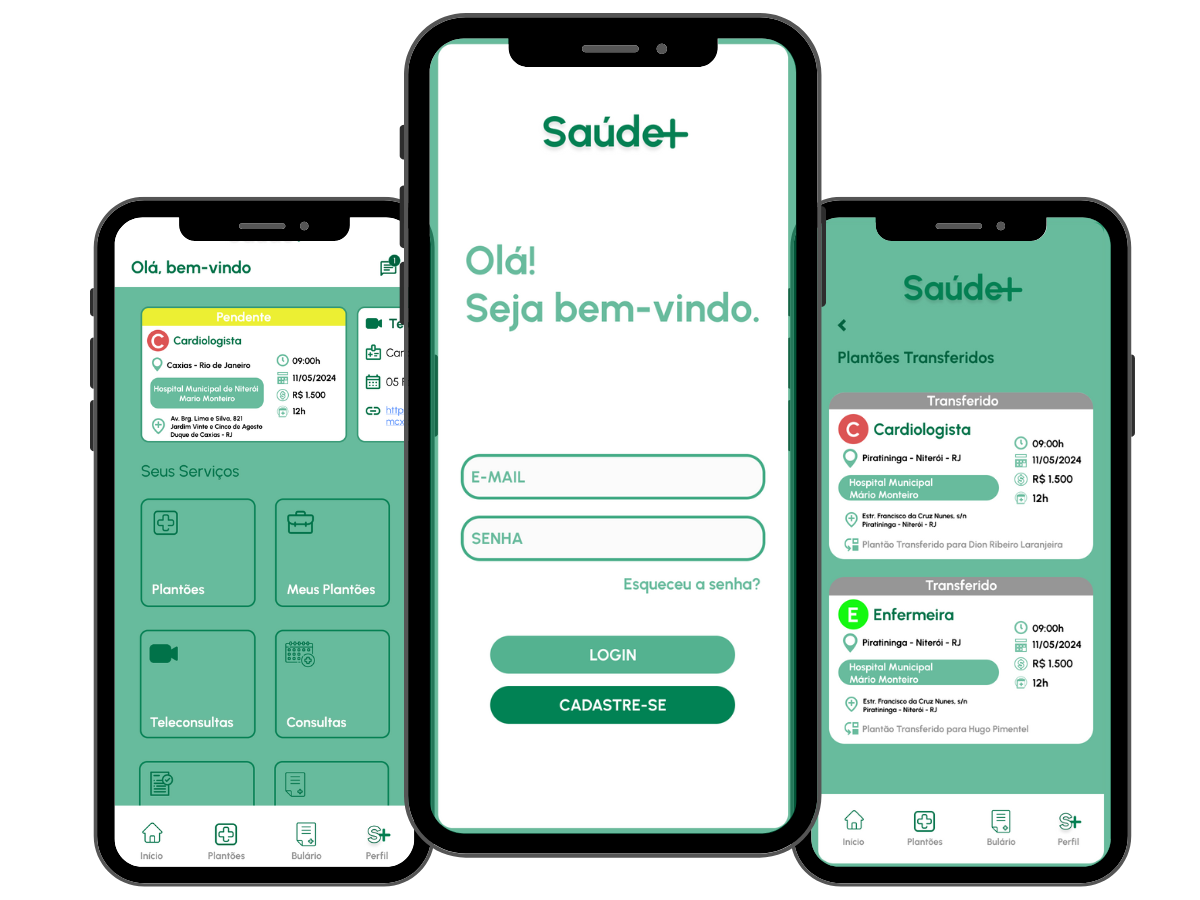 Olá, bem-vindo
1
Pendente
C
Cardiologista
Caxias - Rio de Janeiro
Hospital Municipal de Niterói
Mario Monteiro
Av. Brg. Lima e Silva, 821
Jardim Vinte e Cinco de Agosto
Duque de Caxias - RJ
09:00h
11/05/2024
R$ 1.500
12h
Te
Car
05 F
http
mcx
Seus Serviços
Plantões
Meus Plantões
Teleconsultas
Consultas
Início
Plantões
Bulário
S+
Perfil
Saúde+
Olá!
Seja bem-vindo.
E-MAIL
SENHA
Esqueceu a senha?
LOGIN
CADASTRE-SE
Saúde+
Plantões Transferidos
Transferido
C
Cardiologista
Piratininga - Niterói - RJ
Hospital Municipal
Mário Monteiro
Estr. Francisco da Cruz Nunes, s/n
Piratininga - Niterói - RJ
09:00h
11/05/2024
R$ 1.500
12h
Plantão Transferido para Dion Ribeiro Laranjeira
Transferido
E
Enfermeira
Piratininga - Niterói - RJ
Hospital Municipal
Mário Monteiro
Estr. Francisco da Cruz Nunes, s/n
Piratininga - Niterói - RJ
09:00h
11/05/2024
R$ 1.500
12h
Plantão Transferido para Hugo Pimentel
Início
Plantões
Bulário
S+
Perfil